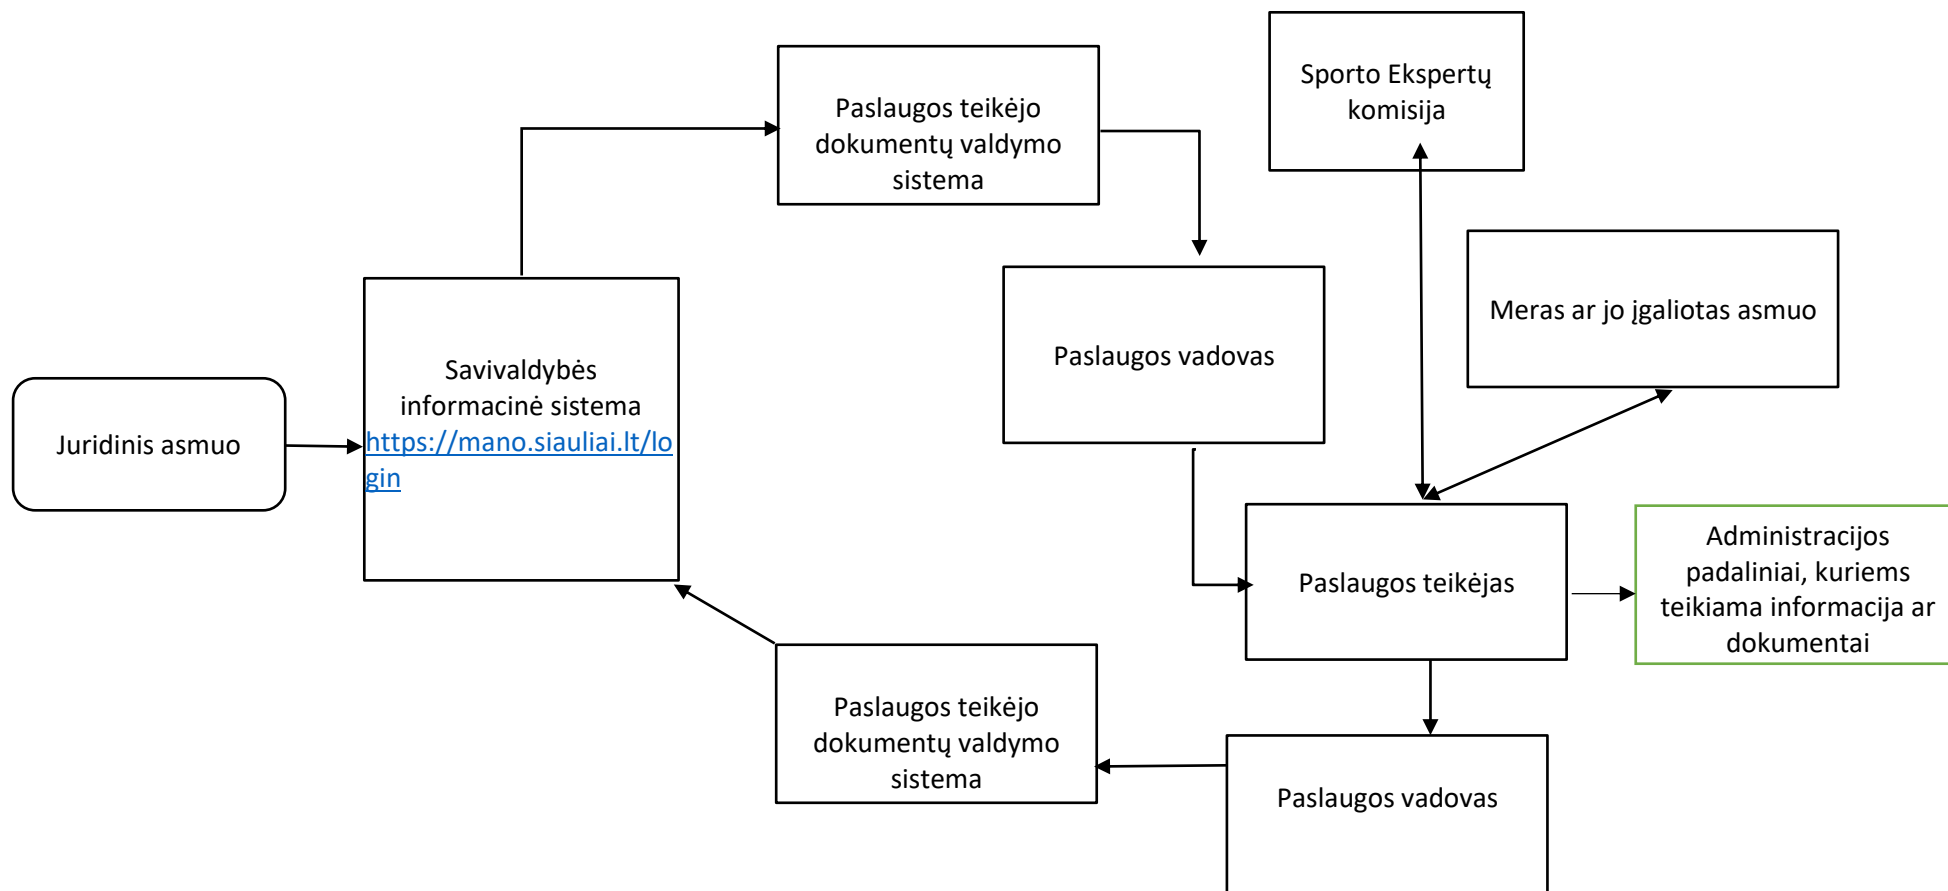 Sporto Ekspertų
komisija
Paslaugos teikėjo
dokumentų valdymo
sistema
Meras ar jo įgaliotas asmuo
Paslaugos vadovas
Savivaldybės
informacinė sistema
https://mano.siauliai.lt/lo
gin
Juridinis asmuo
Paslaugos teikėjas
Administracijos
padaliniai, kuriems
teikiama informacija ar
dokumentai
Paslaugos teikėjo
dokumentų valdymo
sistema
Paslaugos vadovas